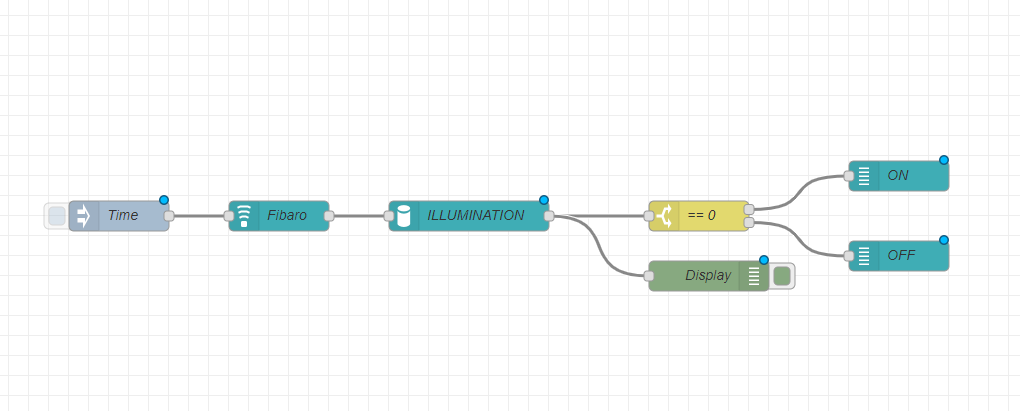 Time
Fibaro
ILLUMINATION
== 0
ON
OFF
Display